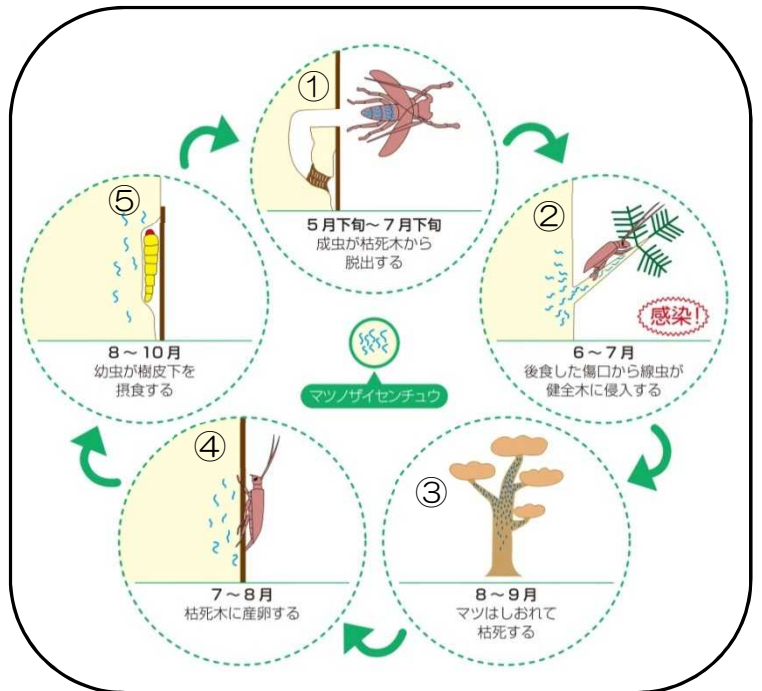 ①
5月下旬～7月下旬
成虫が枯死木から
脱出する
②
感染!
6～7月
後食した傷口から線虫が
健全木に侵入する
③
8～9月
マツはしおれて
枯死する
④
7～8月
枯死木に産卵する
⑤
8～10月
幼虫が樹皮下を
摂食する
マツノザイセンチュウ